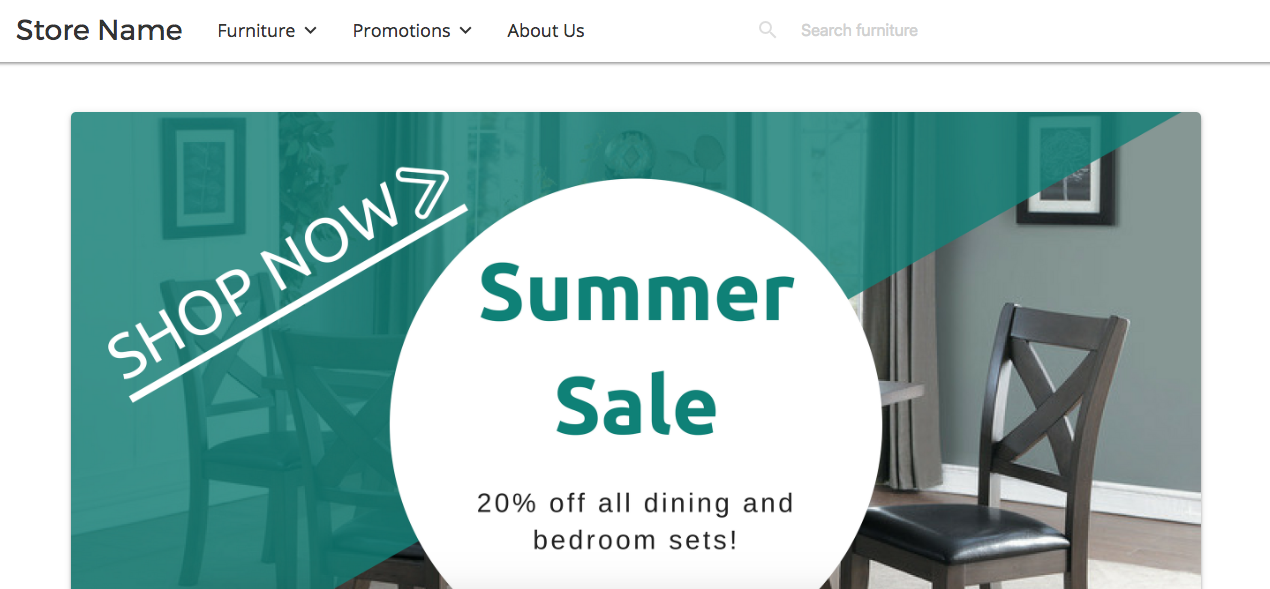 Store Name Furniture Promotions About Us Search furniture
SHOP NOW
Summer
Sale
20% off all dining and
bedroom sets!